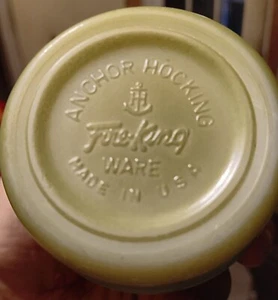 ANCHOR HOCKING
Fire-King
WARE
MADE IN U.S.A.